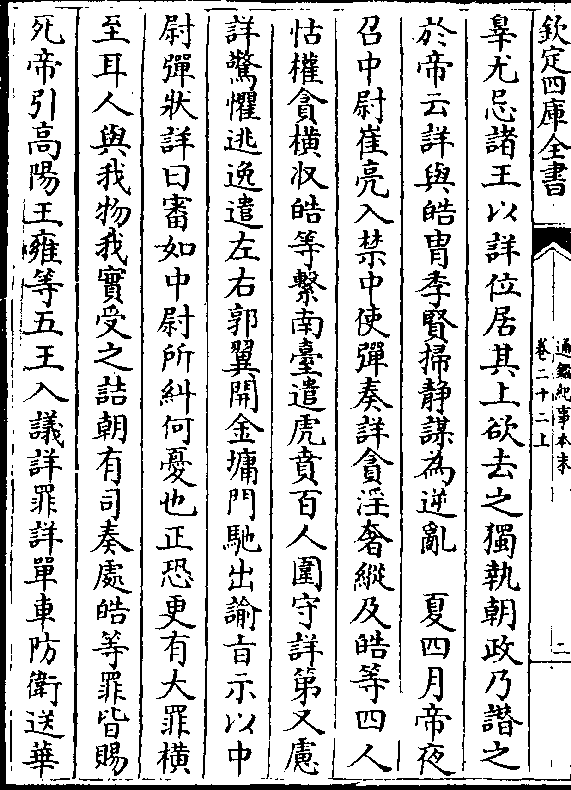 欽定四庫全書
通鑑紀事本末
卷二十二上
二
辠尤忌諸王以詳位居其上欲去之獨執朝政乃譖之
於帝云詳與皓胄季賢掃静謀為逆亂　夏四月帝夜
召中尉崔亮入禁中使彈奏詳貪淫奢縱及皓等四人
怙權貪横収皓等繫南臺遣虎賁百人圍守詳第又慮
詳驚懼逃逸遣左右郭翼開金墉門馳出諭旨示以中
尉彈狀詳曰審如中尉所糾何憂也正恐更有大罪横
至耳人與我物我實受之詰朝有司奏處皓等罪皆賜
死帝引高陽王雍等五王入議詳罪詳單車防衛送華